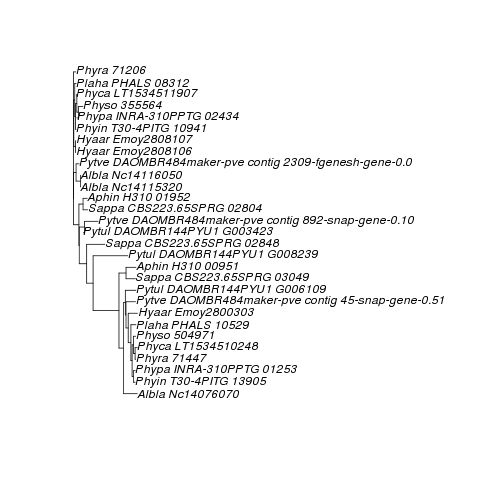 Phyra 71206
Plaha PHALS 08312
Phyca LT1534511907
Physo 355564
Phypa INRA-310PPTG 02434
Phyin T30-4PITG 10941
Hyaar Emoy2808107
Hyaar Emoy2808106
Pytve DAOMBR484maker-pve contig 2309-fgenesh-gene-0.0
Albla Nc14116050
Albla Nc14115320
Aphin H310 01952
Sappa CBS223.65SPRG 02804
Pytve DAOMBR484maker-pve contig 892-snap-gene-0.10
Pytul DAOMBR144PYU1 G003423
Sappa CBS223.65SPRG 02848
Pytul DAOMBR144PYU1 G008239
Aphin H310 00951
Sappa CBS223.65SPRG 03049
Pytul DAOMBR144PYU1 G006109
Pytve DAOMBR484maker-pve contig 45-snap-gene-0.51
Hyaar Emoy2800303
Plaha PHALS 10529
Physo 504971
Phyca LT1534510248
Phyra 71447
Phypa INRA-310PPTG 01253
Phyin T30-4PITG 13905
Albla Nc14076070